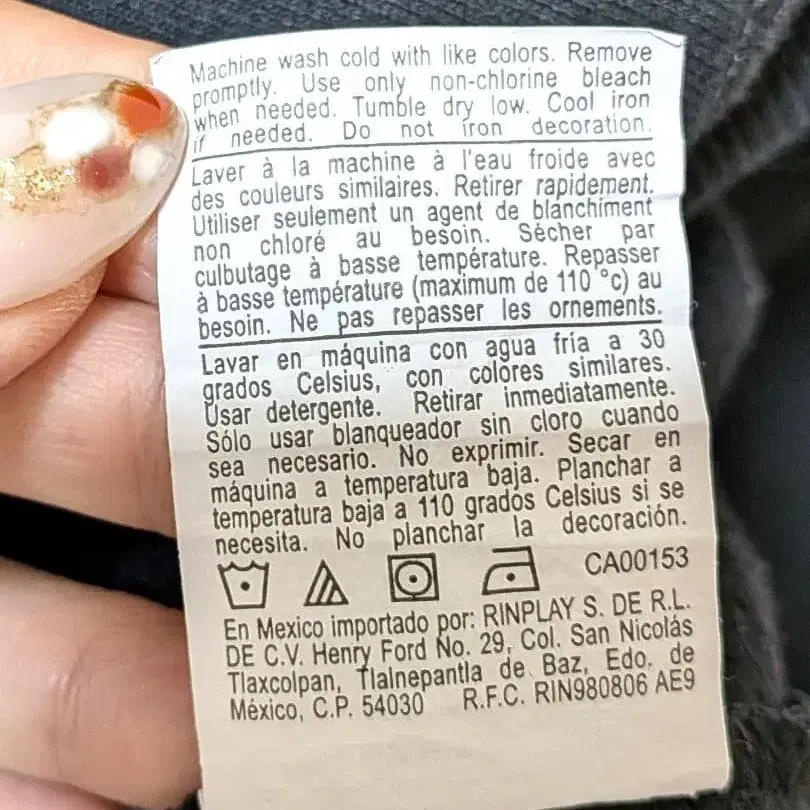 Machine wash cold with like colors. Remove
promptly. Use only non-chlorine bleach
when needed. Tumble dry low. Cool iron
if needed. Do not iron decoration.
Laver à la machine à l'eau froide avec
des couleurs similaires. Retirer rapidement.
Utiliser seulement un agent de blanchiment
non chloré au besoin. Sécher par
culbutage à basse température. Repasser
à basse température (maximum de 110 °c) au
besoin. Ne pas repasser les ornements.
Lavar en máquina con agua fría a 30
grados Celsius, con colores similares.
Usar detergente. Retirar inmediatamente.
Sólo usar blanqueador sin cloro cuando
sea necesario. No exprimir. Secar en
máquina a temperatura baja. Planchar a
temperatura baja a 110 grados Celsius si se
necesita. No planchar la decoración.
CA00153
En Mexico importado por: RINPLAY S. DE R.L.
DE C.V. Henry Ford No. 29, Col. San Nicolás
Tlaxcolpan, Tlalnepantla de Baz, Edo. de
México, C.P. 54030 R.F.C. RIN980806 AE9